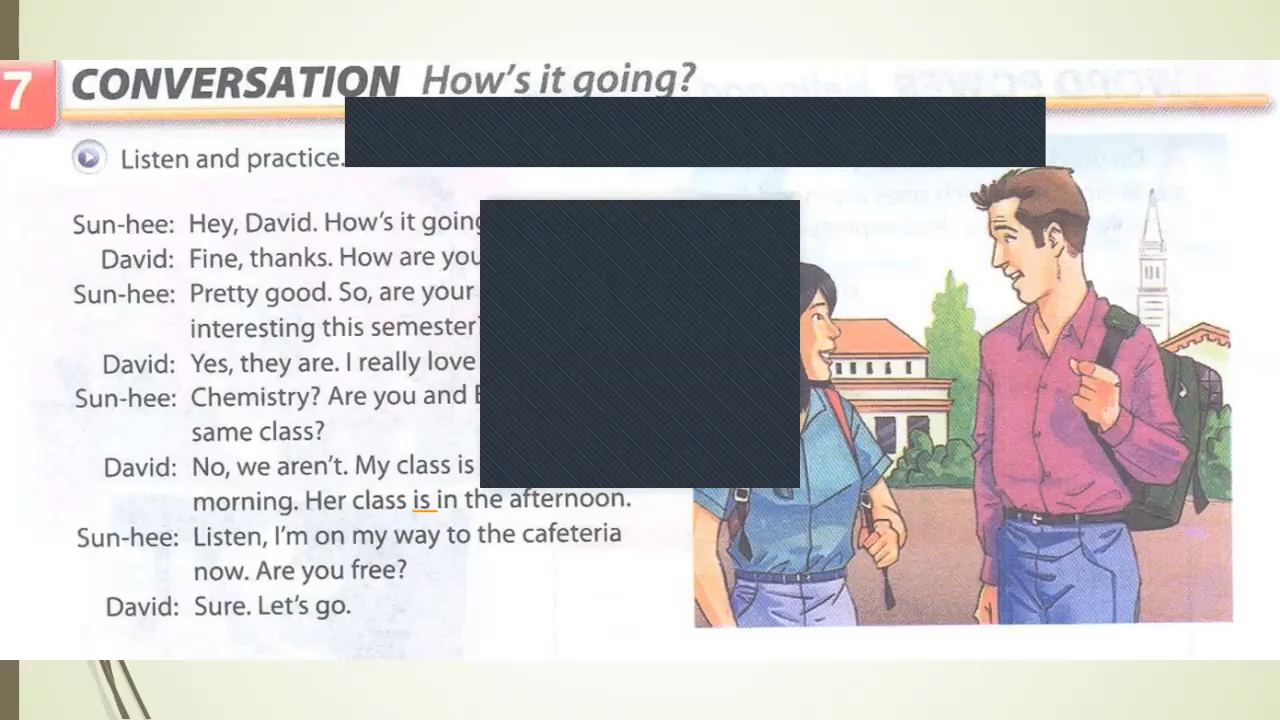 7 CONVERSATION How's it going?
Listen and practice.
Sun-hee: Hey, David. How's it going
David: Fine, thanks. How are you
Sun-hee: Pretty good. So, are your
interesting this semester
David: Yes, they are. I really love
Sun-hee: Chemistry? Are you and
same class?
David: No, we aren't. My class is
morning. Her class is in the afternoon.
Sun-hee: Listen, I'm on my way to the cafeteria
now. Are you free?
David: Sure. Let's go.